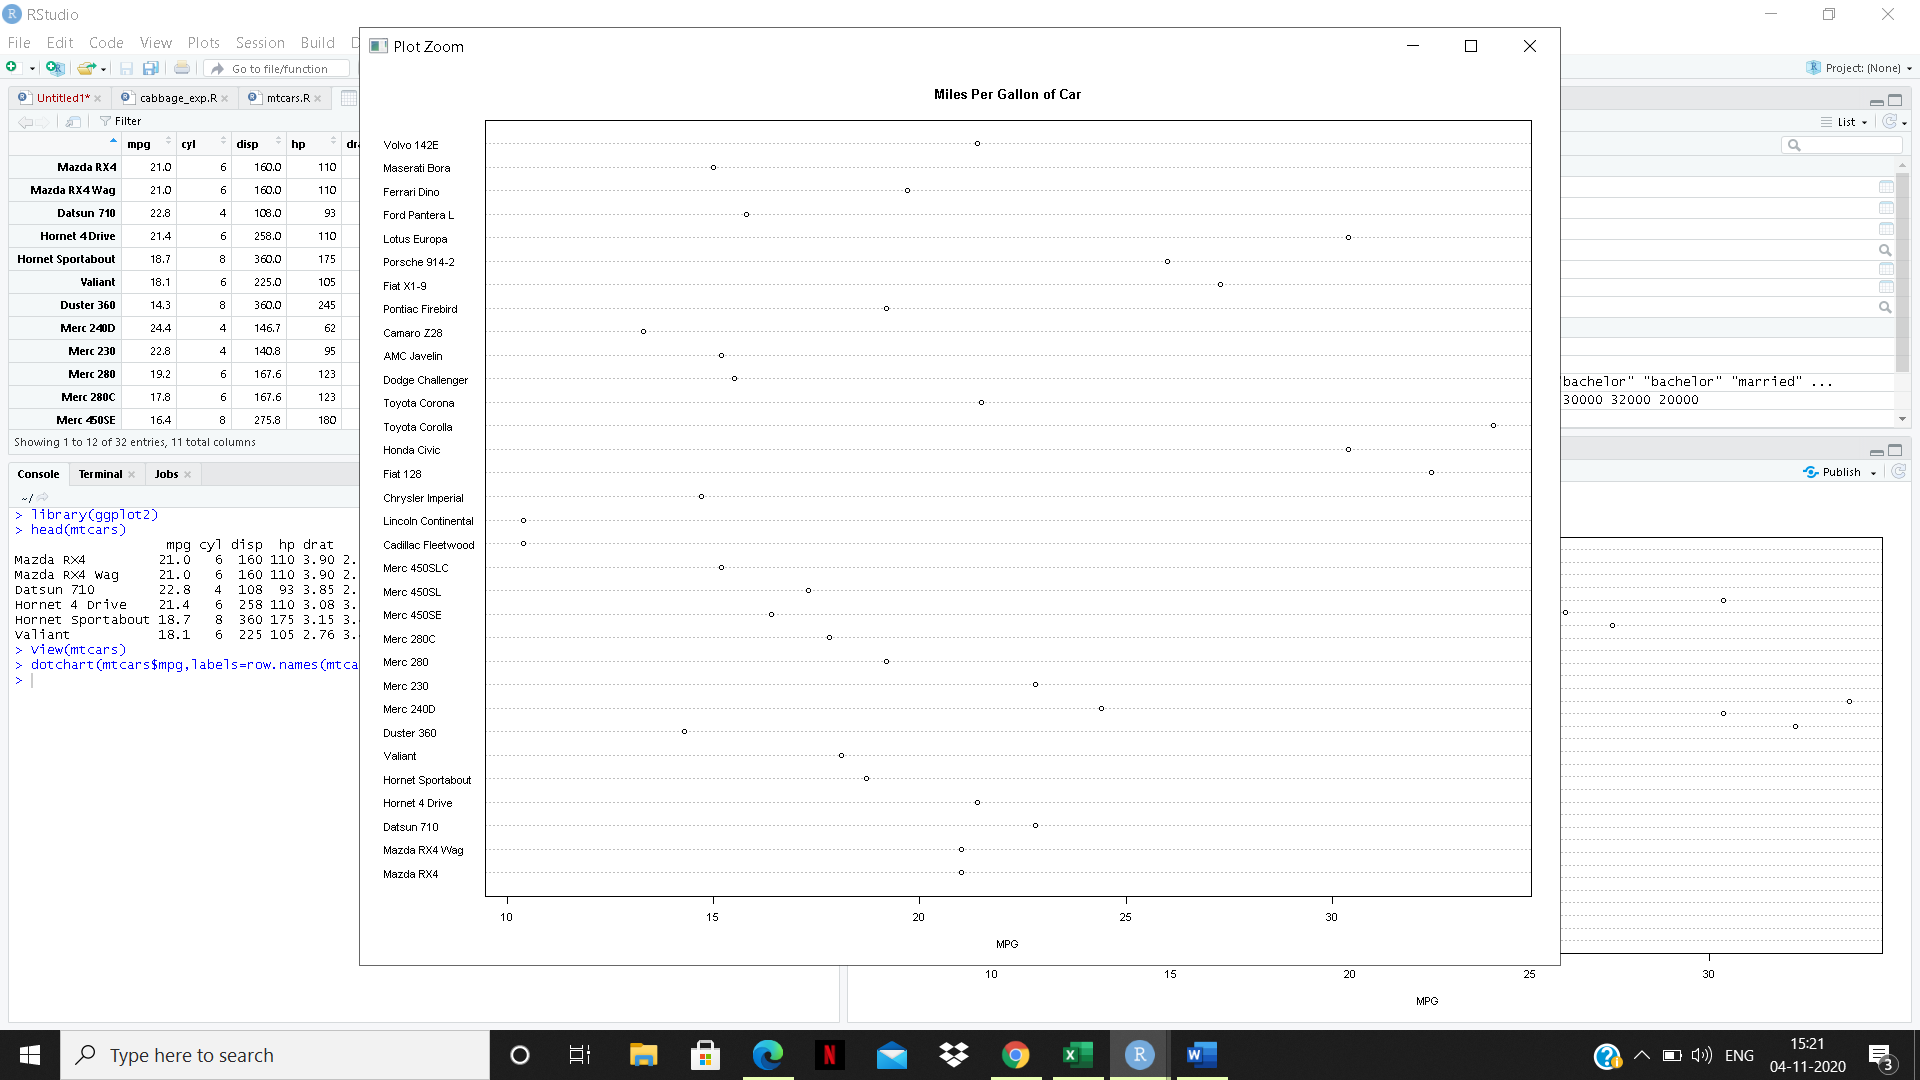 RStudio
File Edit Code View Plots Session Build D
Go to file/function
Project: (None)
Untitled1* cabbage_exp.R mtcars.R
Filter
mpg cyl disp hp dra
Mazda RX4 21.0 6 160.0 110
Mazda RX4 Wag 21.0 6 160.0 110
Datsun 710 22.8 4 108.0 93
Hornet 4 Drive 21.4 6 258.0 110
Hornet Sportabout 18.7 8 360.0 175
Valiant 18.1 6 225.0 105
Duster 360 14.3 8 360.0 245
Merc 240D 24.4 4 146.7 62
Merc 230 22.8 4 140.8 95
Merc 280 19.2 6 167.6 123
Merc 280C 17.8 6 167.6 123
Merc 450SE 16.4 8 275.8 180
Showing 1 to 12 of 32 entries, 11 total columns
Console Terminal Jobs
~/
> library(ggplot2)
> head(mtcars)
mpg cyl disp hp drat
Mazda RX4 21.0 6 160 110 3.90 2.
Mazda RX4 Wag 21.0 6 160 110 3.90 2.
Datsun 710 22.8 4 108 93 3.85 2.
Hornet 4 Drive 21.4 6 258 110 3.08 3.
Hornet Sportabout 18.7 8 360 175 3.15 3.
Valiant 18.1 6 225 105 2.76 3.
> View(mtcars)
> dotchart(mtcars$mpg,labels=row.names(mtca
>
Plot Zoom
Miles Per Gallon of Car
Volvo 142E
Maserati Bora
Ferrari Dino
Ford Pantera L
Lotus Europa
Porsche 914-2
Fiat X1-9
Pontiac Firebird
Camaro Z28
AMC Javelin
Dodge Challenger
Toyota Corona
Toyota Corolla
Honda Civic
Fiat 128
Chrysler Imperial
Lincoln Continental
Cadillac Fleetwood
Merc 450SLC
Merc 450SL
Merc 450SE
Merc 280C
Merc 280
Merc 230
Merc 240D
Duster 360
Valiant
Hornet Sportabout
Hornet 4 Drive
Datsun 710
Mazda RX4 Wag
Mazda RX4
10 15 20 25 30
MPG
List
"bachelor" "bachelor" "married" ...
30000 32000 20000
Publish
10 15 20 25 30
MPG
Type here to search
ENG
15:21
04-11-2020
3